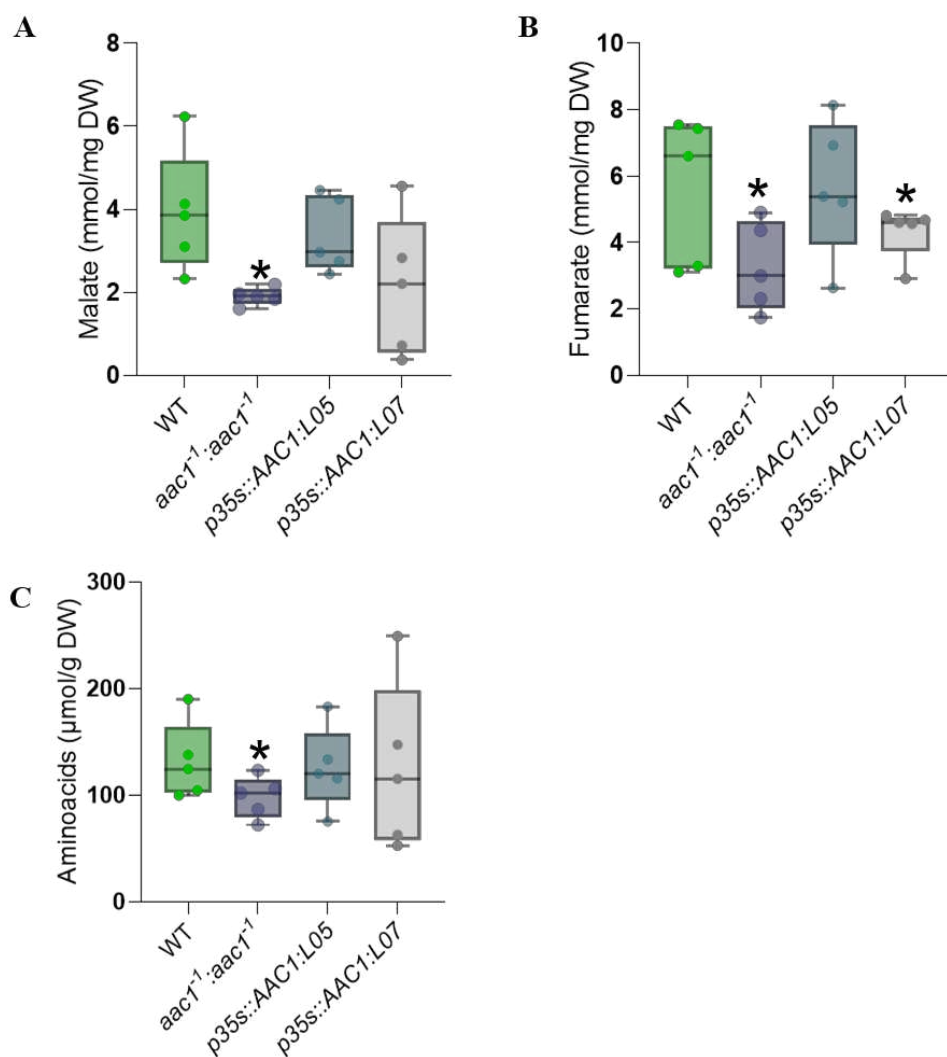 A
Malate (mmol/mg DW)
8
6
4
2
0
*
WT
aac1⁻¹:aac1⁻¹
p35s::AAC1:L05
p35s::AAC1:L07
B
Fumarate (mmol/mg DW)
10
8
6
4
2
0
*
*
WT
aac1⁻¹:aac1⁻¹
p35s::AAC1:L05
p35s::AAC1:L07
C
Aminoacids (µmol/g DW)
300
200
100
0
*
WT
aac1⁻¹:aac1⁻¹
p35s::AAC1:L05
p35s::AAC1:L07